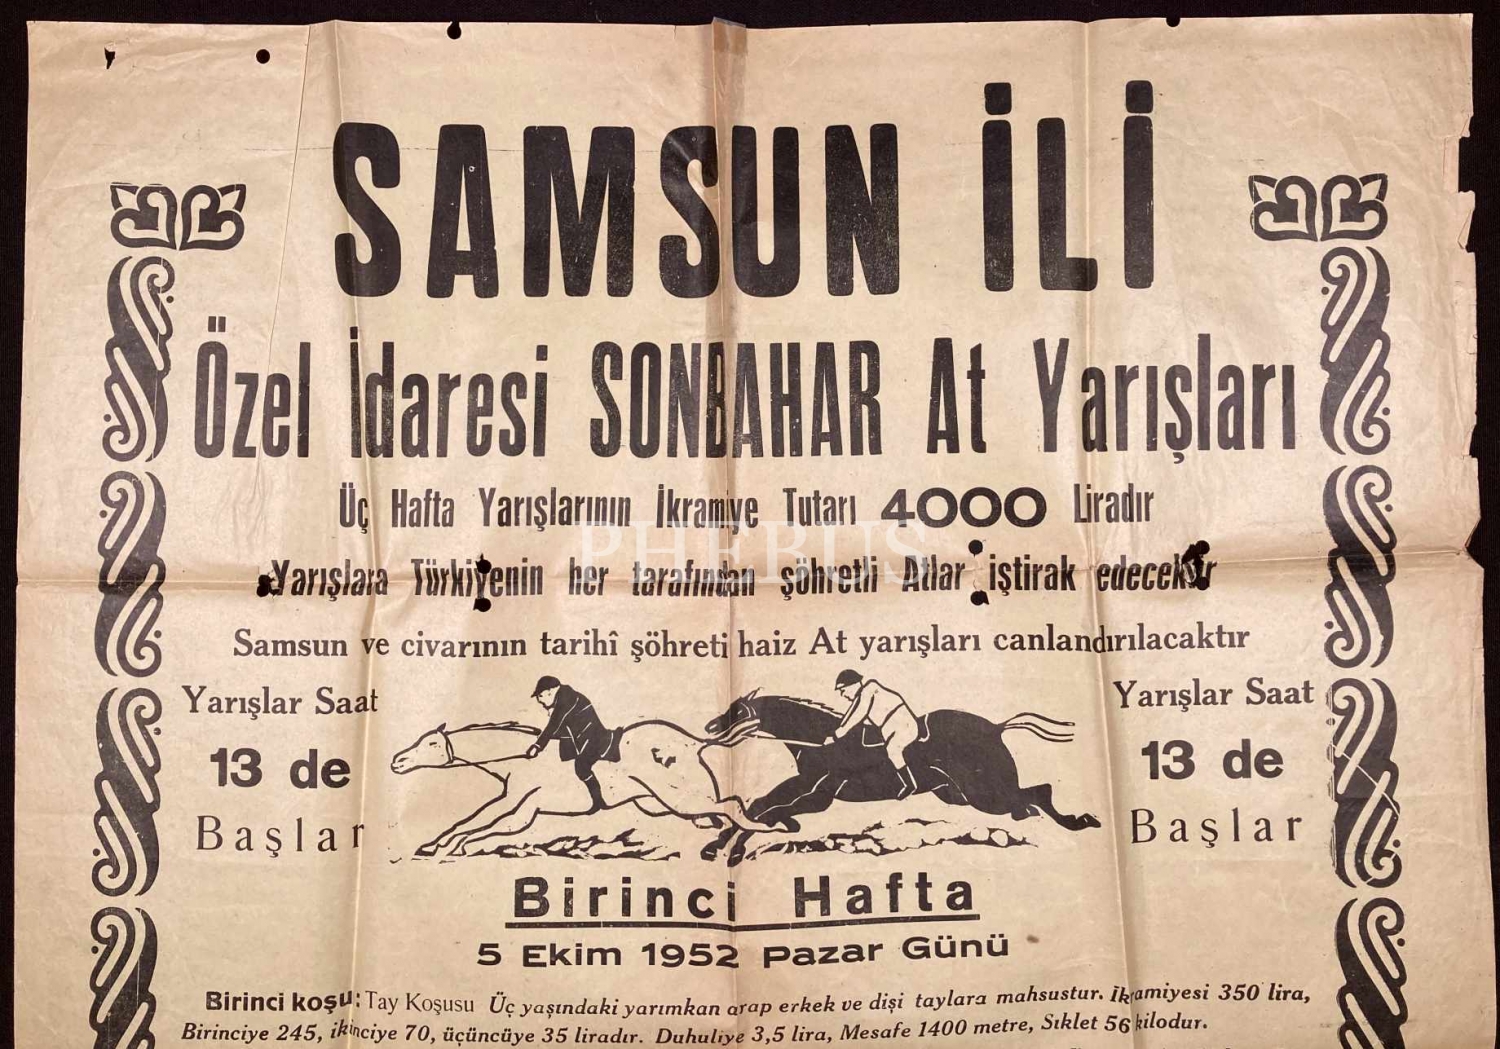 SAMSUN İLİ
Özel İdaresi SONBAHAR At Yarışları
Üç Hafta Yarışlarının İkramiye Tutarı 4000 Liradır
Yarışlara Türkiyenin her tarafından şöhretli Atlar iştirak edecektir
PHEBUS
Samsun ve civarının tarihî şöhreti haiz At yarışları canlandırılacaktır
Yarışlar Saat
13 de
Başlar
Yarışlar Saat
13 de
Başlar
Birinci Hafta
5 Ekim 1952 Pazar Günü
Birinci koşu: Tay Koşusu Üç yaşındaki yarımkan arap erkek ve dişi taylara mahsustur. İkramiyesi 350 lira,
Birinciye 245, ikinciye 70, üçüncüye 35 liradır. Duhuliye 3,5 lira, Mesafe 1400 metre, Sıklet 56 kilodur.